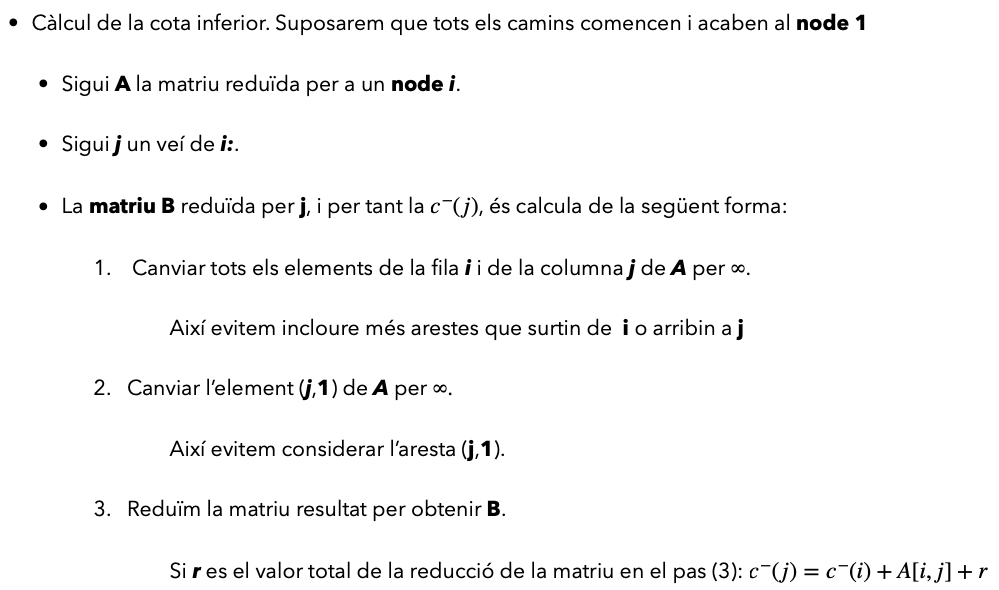 • Càlcul de la cota inferior. Suposarem que tots els camins comencen i acaben al node 1
• Sigui A la matriu reduïda per a un node i.
• Sigui j un veí de i:.
• La matriu B reduïda per j, i per tant la c⁻(j), és calcula de la següent forma:
1. Canviar tots els elements de la fila i i de la columna j de A per ∞.
Així evitem incloure més arestes que surtin de i o arribin a j
2. Canviar l’element (j,1) de A per ∞.
Així evitem considerar l’aresta (j,1).
3. Reduïm la matriu resultat per obtenir B.
Si r es el valor total de la reducció de la matriu en el pas (3): c⁻(j) = c⁻(i) + A[i, j] + r